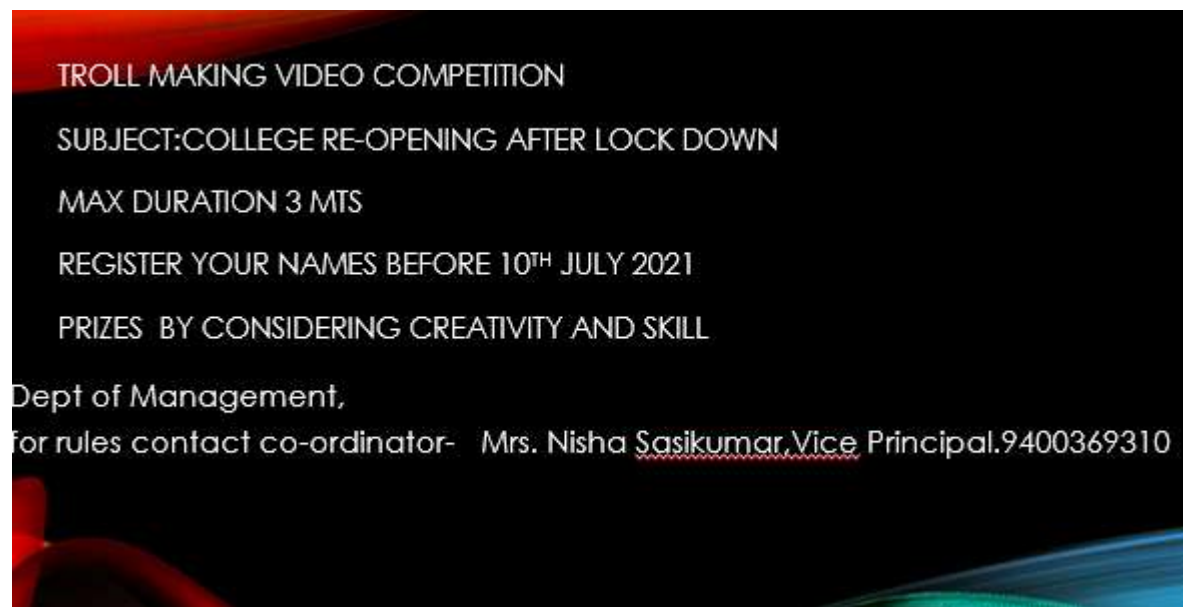 TROLL MAKING VIDEO COMPETITION
SUBJECT:COLLEGE RE-OPENING AFTER LOCK DOWN
MAX DURATION 3 MTS
REGISTER YOUR NAMES BEFORE 10TH JULY 2021
PRIZES  BY CONSIDERING CREATIVITY AND SKILL
Dept of Management,
for rules contact co-ordinator-   Mrs. Nisha Sasikumar,Vice Principal.9400369310